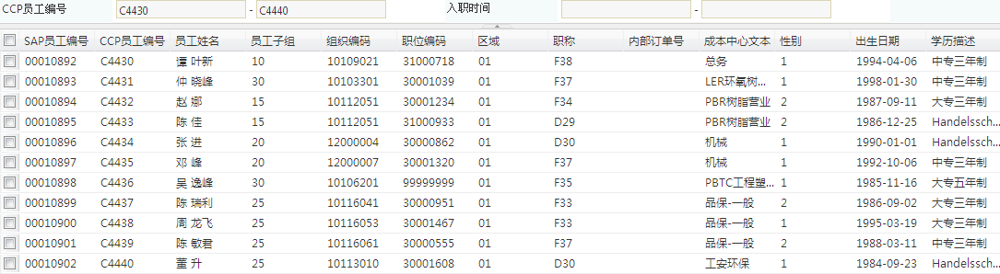 CCP员工编号 C4430 - C4440 入职时间 -
SAP员工编号 CCP员工编号 员工姓名 员工子组 组织编码 职位编码 区域 职称 内部订单号 成本中心文本 性别 出生日期 学历描述
00010892 C4430 谭 叶新 10 10109021 31000718 01 F38 总务 1 1994-04-06 中专三年制
00010893 C4431 仲 晓峰 30 10103301 30001039 01 F37 LER环氧树... 1 1998-01-30 中专三年制
00010894 C4432 赵 娜 15 10112051 30001234 01 F34 PBR树脂营业 2 1987-09-11 大专三年制
00010895 C4433 陈 佳 15 10112051 31000933 01 D29 PBR树脂营业 2 1986-12-25 Handelssch...
00010896 C4434 张 进 20 12000004 30000862 01 D30 机械 1 1990-01-01 Handelssch...
00010897 C4435 邓 峰 20 12000007 30001320 01 F37 机械 1 1992-10-06 中专三年制
00010898 C4436 吴 逸峰 30 10106201 99999999 01 F35 PBTC工程塑... 1 1985-11-16 大专五年制
00010899 C4437 陈 瑞利 25 10116041 30000951 01 F33 品保-一般 2 1986-09-02 大专三年制
00010900 C4438 周 龙飞 25 10116053 30001467 01 F33 品保-一般 1 1995-03-19 大专三年制
00010901 C4439 陈 敏君 25 10116061 30000555 01 F37 品保-一般 2 1988-03-11 中专三年制
00010902 C4440 董 升 25 10113010 30001608 01 D30 工安环保 1 1984-09-23 Handelssch...